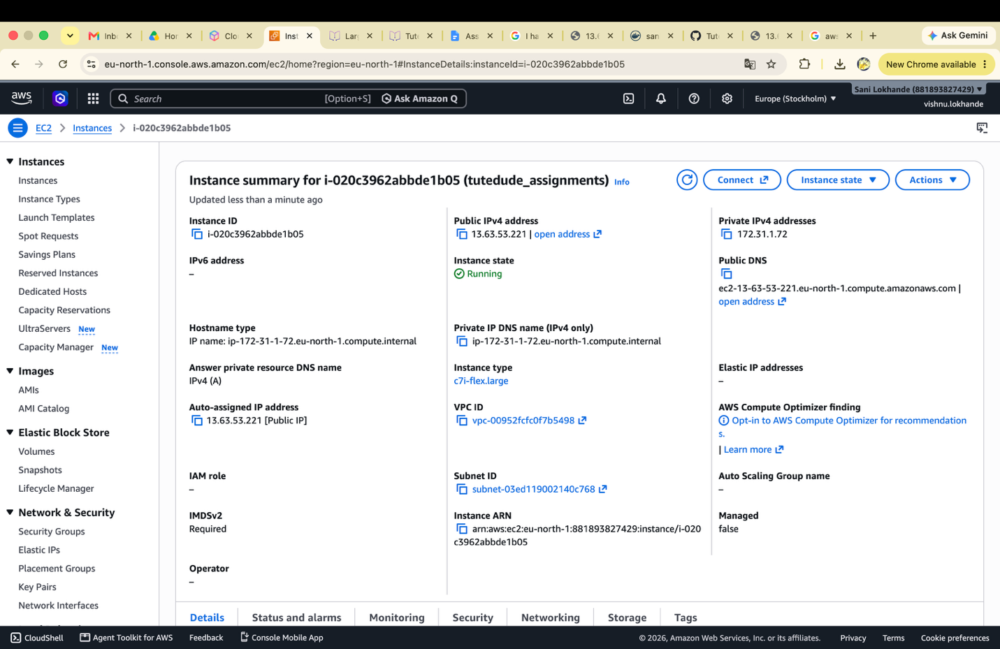 Inb
Hor
Clo
Inst
Larg
Tute
Ass
I ha
13.6
san
Tut
13.6
aws
Ask Gemini
eu-north-1.console.aws.amazon.com/ec2/home?region=eu-north-1#InstanceDetails:instanceId=i-020c3962abbde1b05
New Chrome available
aws
Search
[Option+S]
Ask Amazon Q
Europe (Stockholm)
Sani Lokhande (881893827429)
vishnu.lokhande
EC2
Instances
i-020c3962abbde1b05
Instances
Instances
Instance Types
Launch Templates
Spot Requests
Savings Plans
Reserved Instances
Dedicated Hosts
Capacity Reservations
UltraServers New
Capacity Manager New
Images
AMIs
AMI Catalog
Elastic Block Store
Volumes
Snapshots
Lifecycle Manager
Network & Security
Security Groups
Elastic IPs
Placement Groups
Key Pairs
Network Interfaces
Instance summary for i-020c3962abbde1b05 (tutedude_assignments) Info
Updated less than a minute ago
Connect
Instance state
Actions
Instance ID
i-020c3962abbde1b05
Public IPv4 address
13.63.53.221 | open address
Private IPv4 addresses
172.31.1.72
IPv6 address
–
Instance state
Running
Public DNS
ec2-13-63-53-221.eu-north-1.compute.amazonaws.com |
open address
Hostname type
IP name: ip-172-31-1-72.eu-north-1.compute.internal
Private IP DNS name (IPv4 only)
ip-172-31-1-72.eu-north-1.compute.internal
Answer private resource DNS name
IPv4 (A)
Instance type
c7i-flex.large
Elastic IP addresses
–
Auto-assigned IP address
13.63.53.221 [Public IP]
VPC ID
vpc-00952fcfc0f7b5498
AWS Compute Optimizer finding
Opt-in to AWS Compute Optimizer for recommendation
s.
| Learn more
IAM role
–
Subnet ID
subnet-03ed119002140c768
Auto Scaling Group name
–
IMDSv2
Required
Instance ARN
arn:aws:ec2:eu-north-1:881893827429:instance/i-020
c3962abbde1b05
Managed
false
Operator
–
Details
Status and alarms
Monitoring
Security
Networking
Storage
Tags
CloudShell
Agent Toolkit for AWS
Feedback
Console Mobile App
© 2026, Amazon Web Services, Inc. or its affiliates.
Privacy
Terms
Cookie preferences